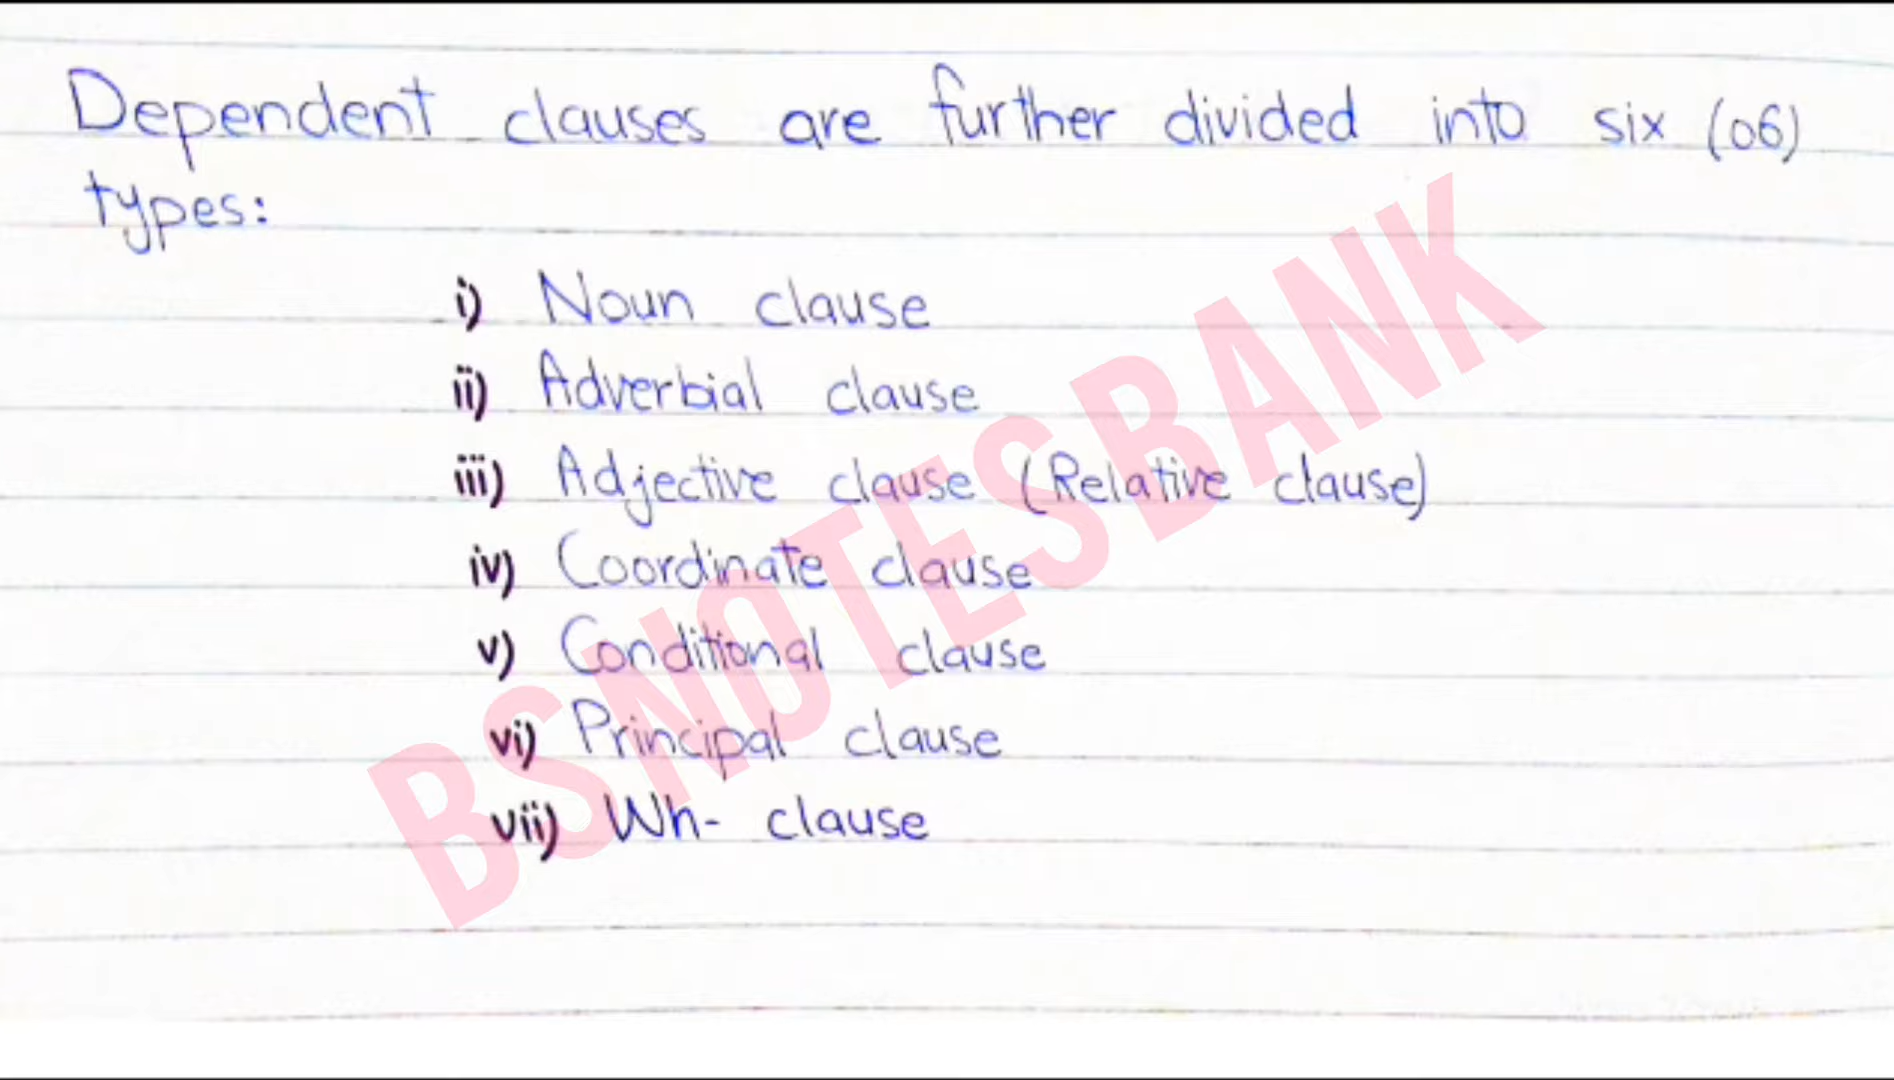 Dependent clauses are further divided into six (06)
types:
i) Noun clause
ii) Adverbial clause
iii) Adjective clause (Relative clause)
iv) Coordinate clause
v) Conditional clause
vi) Principal clause
vii) Wh- clause
BSNOTESBANK